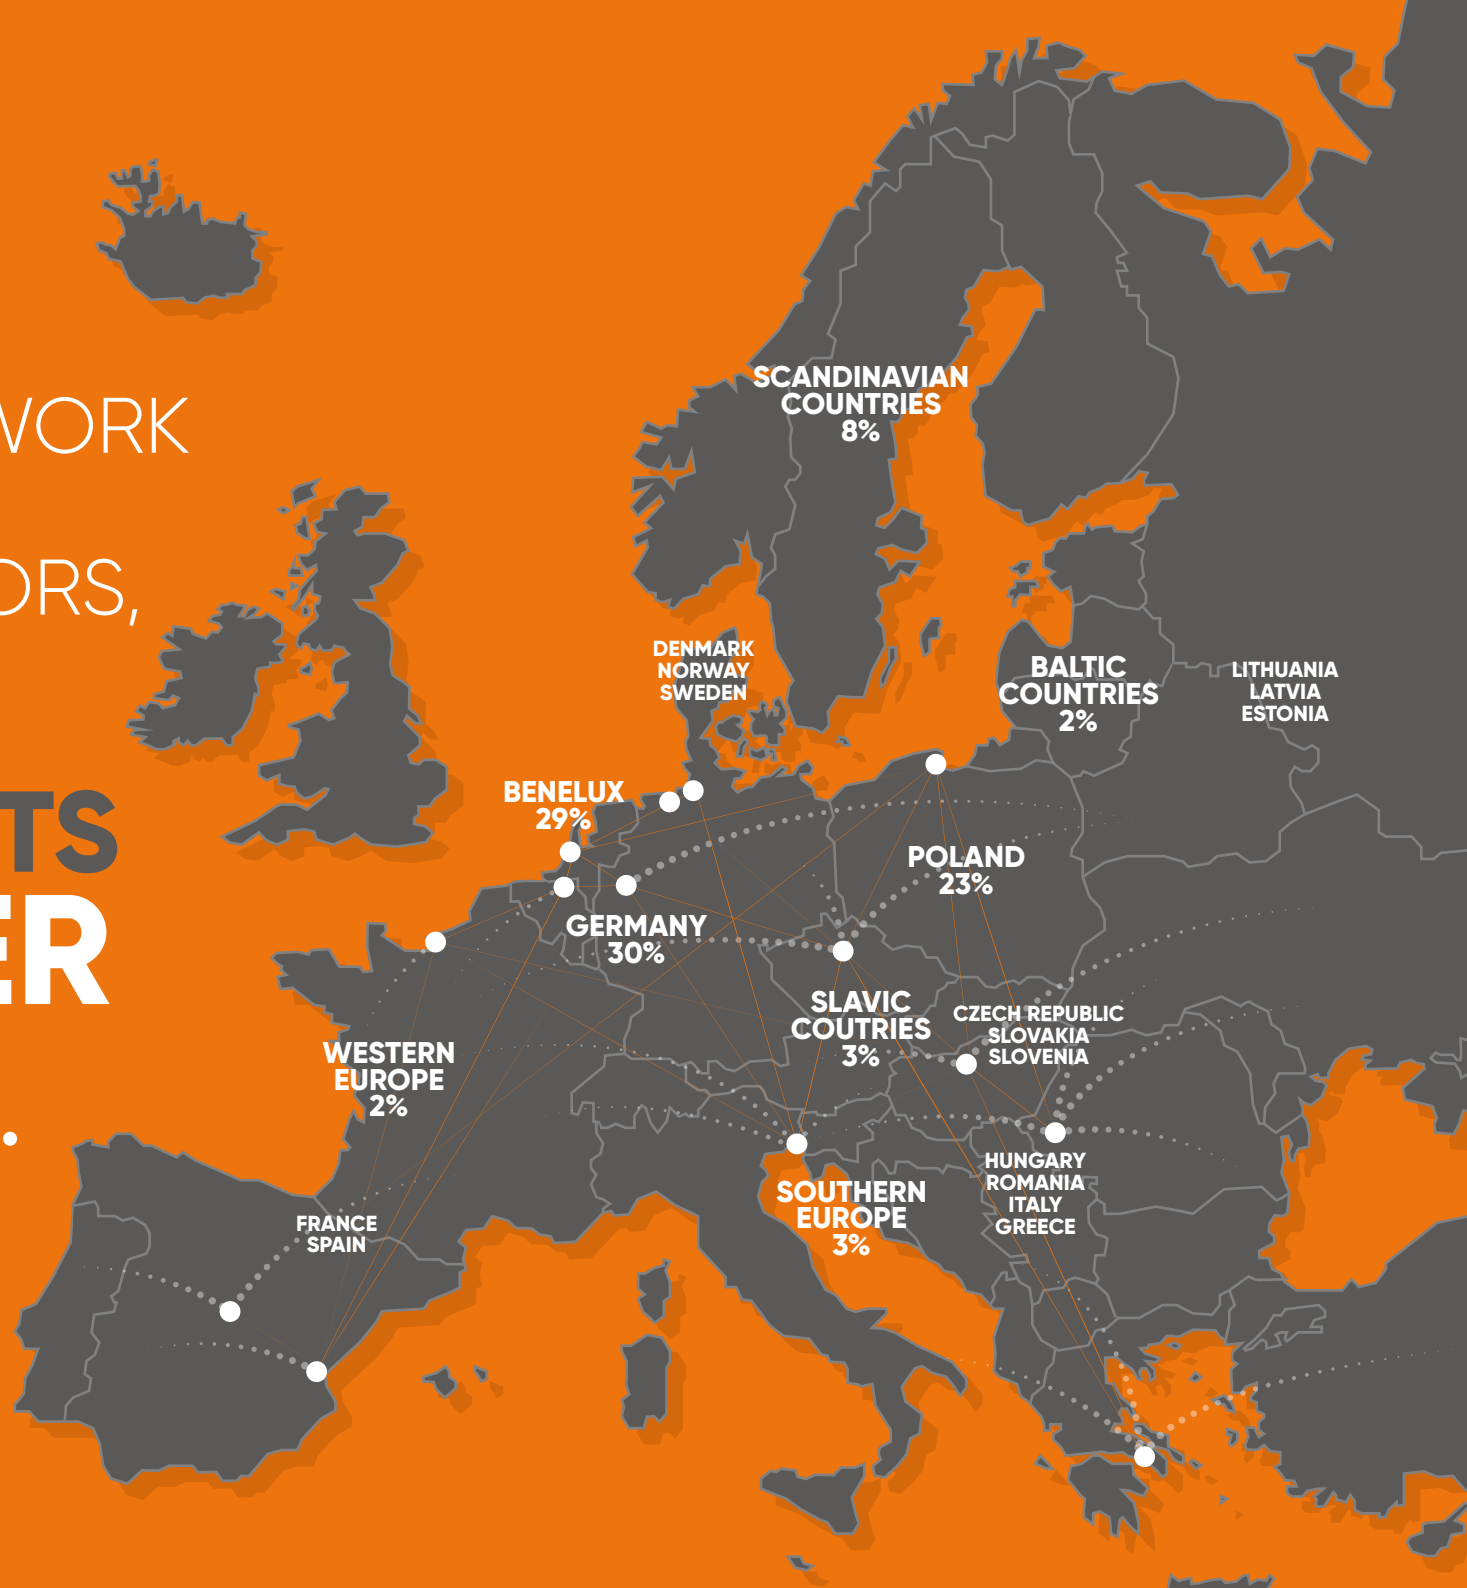 WORK
ORS,
TS
ER
SCANDINAVIAN
COUNTRIES
8%
DENMARK
NORWAY
SWEDEN
BALTIC
COUNTRIES
2%
LITHUANIA
LATVIA
ESTONIA
BENELUX
29%
POLAND
23%
GERMANY
30%
SLAVIC
COUTRIES
3%
CZECH REPUBLIC
SLOVAKIA
SLOVENIA
WESTERN
EUROPE
2%
HUNGARY
ROMANIA
ITALY
GREECE
SOUTHERN
EUROPE
3%
FRANCE
SPAIN